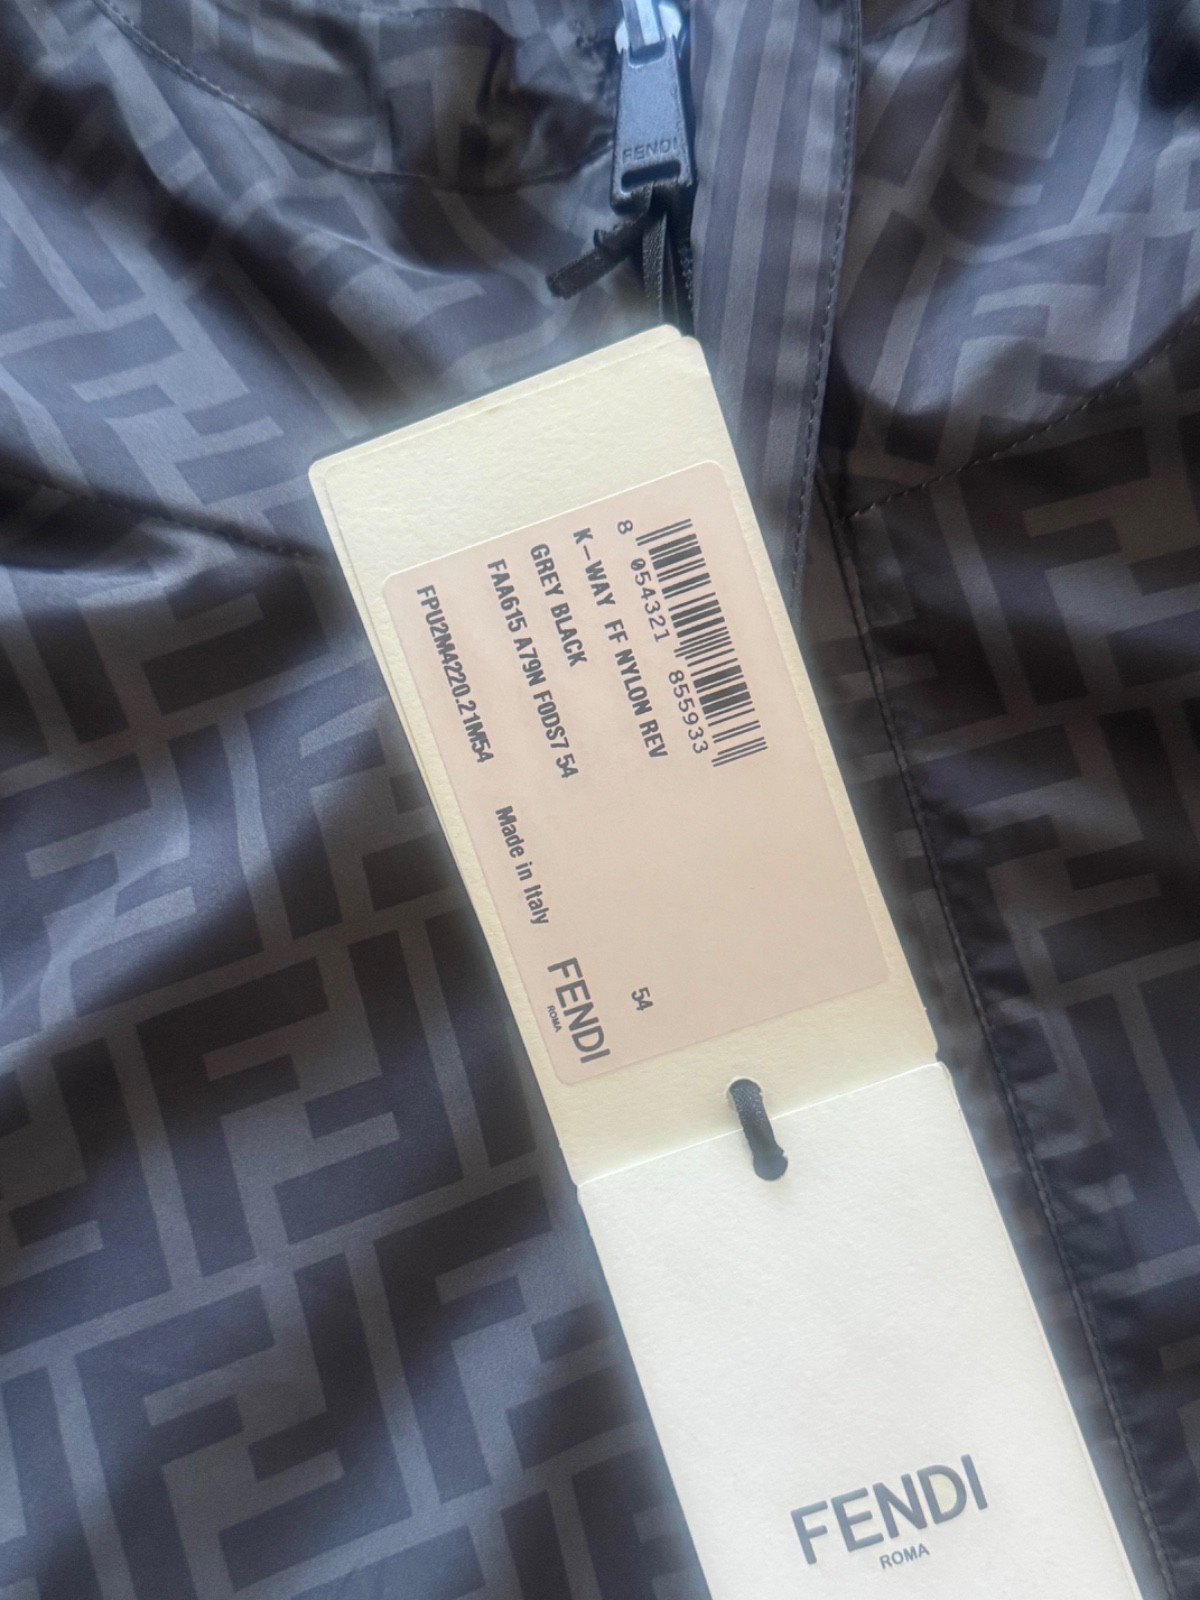 FENDI
8 054321 855933
K-WAY FF NYLON REV
GREY BLACK
FAA615 A79N F0DS7 54
FPU2M4220.21M54
Made in Italy
54
FENDI
ROMA
FENDI
ROMA